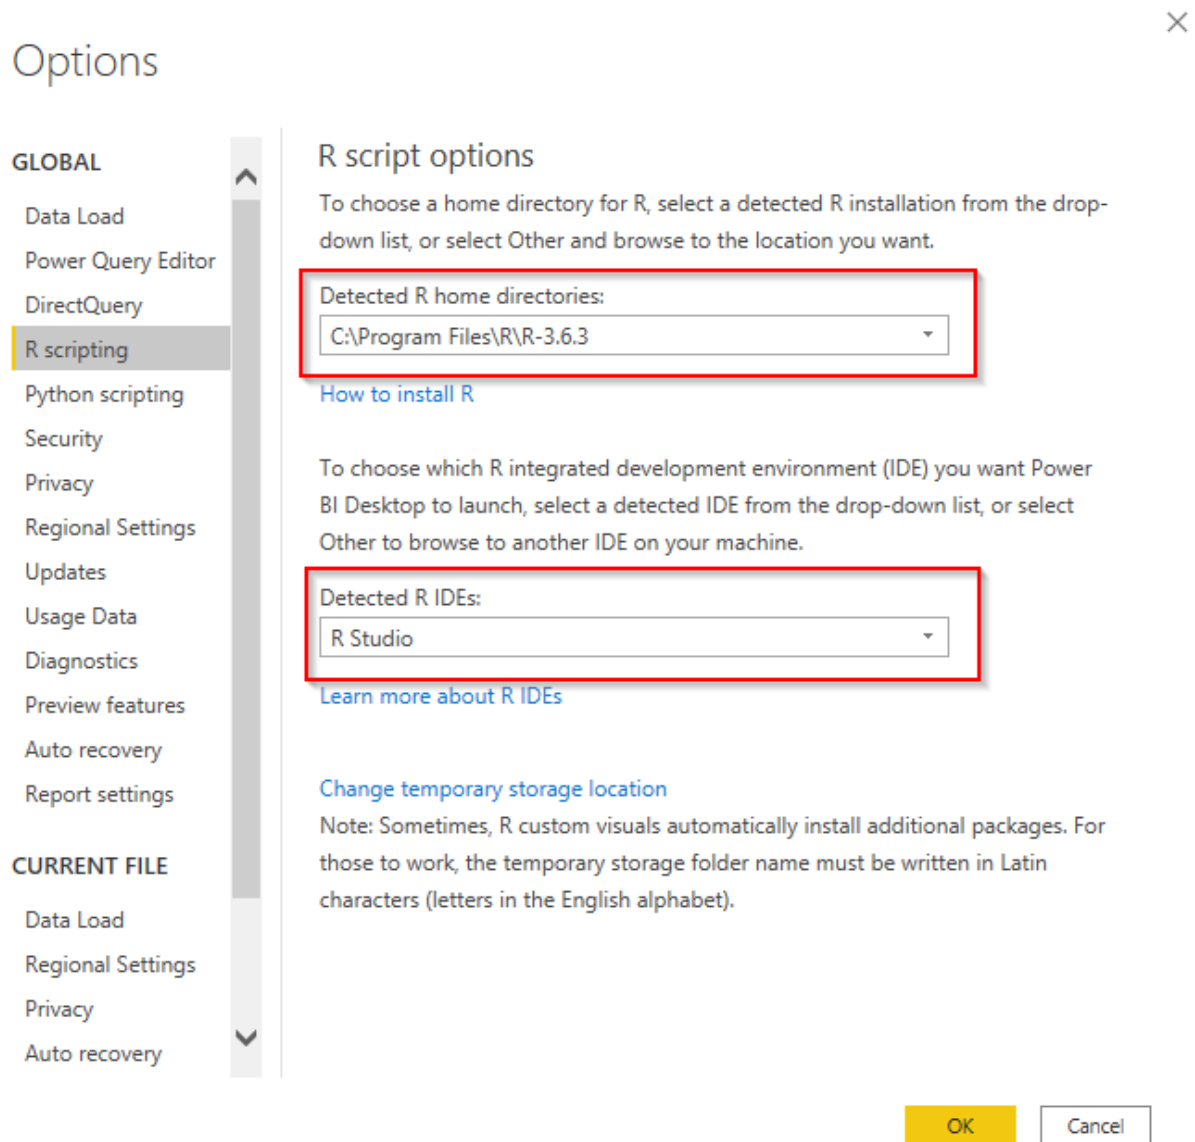 Options
GLOBAL
Data Load
Power Query Editor
DirectQuery
R scripting
Python scripting
Security
Privacy
Regional Settings
Updates
Usage Data
Diagnostics
Preview features
Auto recovery
Report settings
CURRENT FILE
Data Load
Regional Settings
Privacy
Auto recovery
R script options
To choose a home directory for R, select a detected R installation from the drop-
down list, or select Other and browse to the location you want.
Detected R home directories:
C:\Program Files\R\R-3.6.3
How to install R
To choose which R integrated development environment (IDE) you want Power
BI Desktop to launch, select a detected IDE from the drop-down list, or select
Other to browse to another IDE on your machine.
Detected R IDEs:
R Studio
Learn more about R IDEs
Change temporary storage location
Note: Sometimes, R custom visuals automatically install additional packages. For
those to work, the temporary storage folder name must be written in Latin
characters (letters in the English alphabet).
OK
Cancel